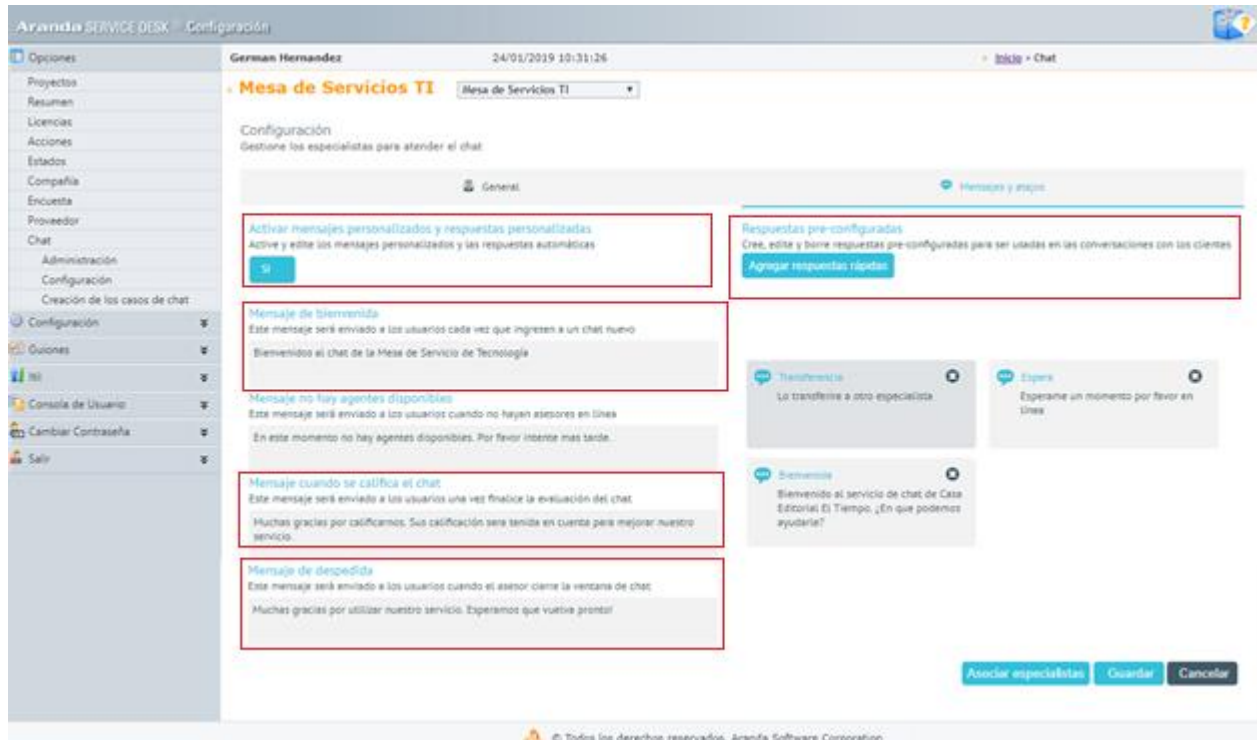 Aranda SERVICE DESK Configuración
Opciones
German Hernandez 24/01/2019 10:31:26 Inicio Chat
Proyectos
Resumen
Licencias
Acciones
Estados
Compañía
Encuesta
Proveedor
Chat
Administración
Configuración
Creación de los casos de chat
Configuración
Guiones
Itil
Consola de Usuario
Cambiar Contraseña
Salir
Mesa de Servicios TI Mesa de Servicios TI
Configuración
Gestione los especialistas para atender el chat
General Mensajes y atajos
Activar mensajes personalizados y respuestas personalizadas
Active y edite los mensajes personalizados y las respuestas automáticas
SI
Mensaje de bienvenida
Este mensaje será enviado a los usuarios cada vez que ingresen a un chat nuevo
Bienvenidos al chat de la Mesa de Servicio de Tecnología
Mensaje no hay agentes disponibles
Este mensaje será enviado a los usuarios cuando no hayan asesores en línea
En este momento no hay agentes disponibles. Por favor intente mas tarde.
Mensaje cuando se califica el chat
Este mensaje será enviado a los usuarios una vez finalice la evaluación del chat
Muchas gracias por calificarnos. Sus calificación sera tenida en cuenta para mejorar nuestro
servicio.
Mensaje de despedida
Este mensaje será enviado a los usuarios cuando el asesor cierre la ventana de chat
Muchas gracias por utilizar nuestro servicio. Esperamos que vuelva pronto!
Respuestas pre-configuradas
Cree, edite y borre respuestas pre-configuradas para ser usadas en las conversaciones con los clientes
Agregar respuestas rápidas
Transferencia
Lo transferire a otro especialista
Espera
Esperame un momento por favor en
línea
Bienvenida
Bienvenido al servicio de chat de Casa
Editorial El Tiempo. ¿En que podemos
ayudarle?
Asociar especialistas Guardar Cancelar
© Todos los derechos reservados. Aranda Software Corporation